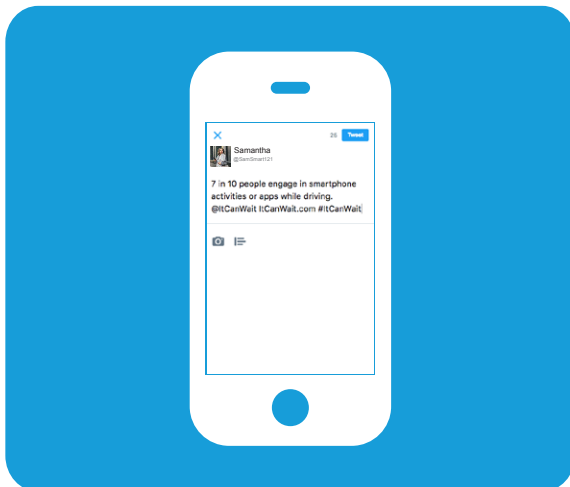 26 Tweet
Samantha
@SamSmart121
7 in 10 people engage in smartphone
activities or apps while driving.
@ItCanWait ItCanWait.com #ItCanWait